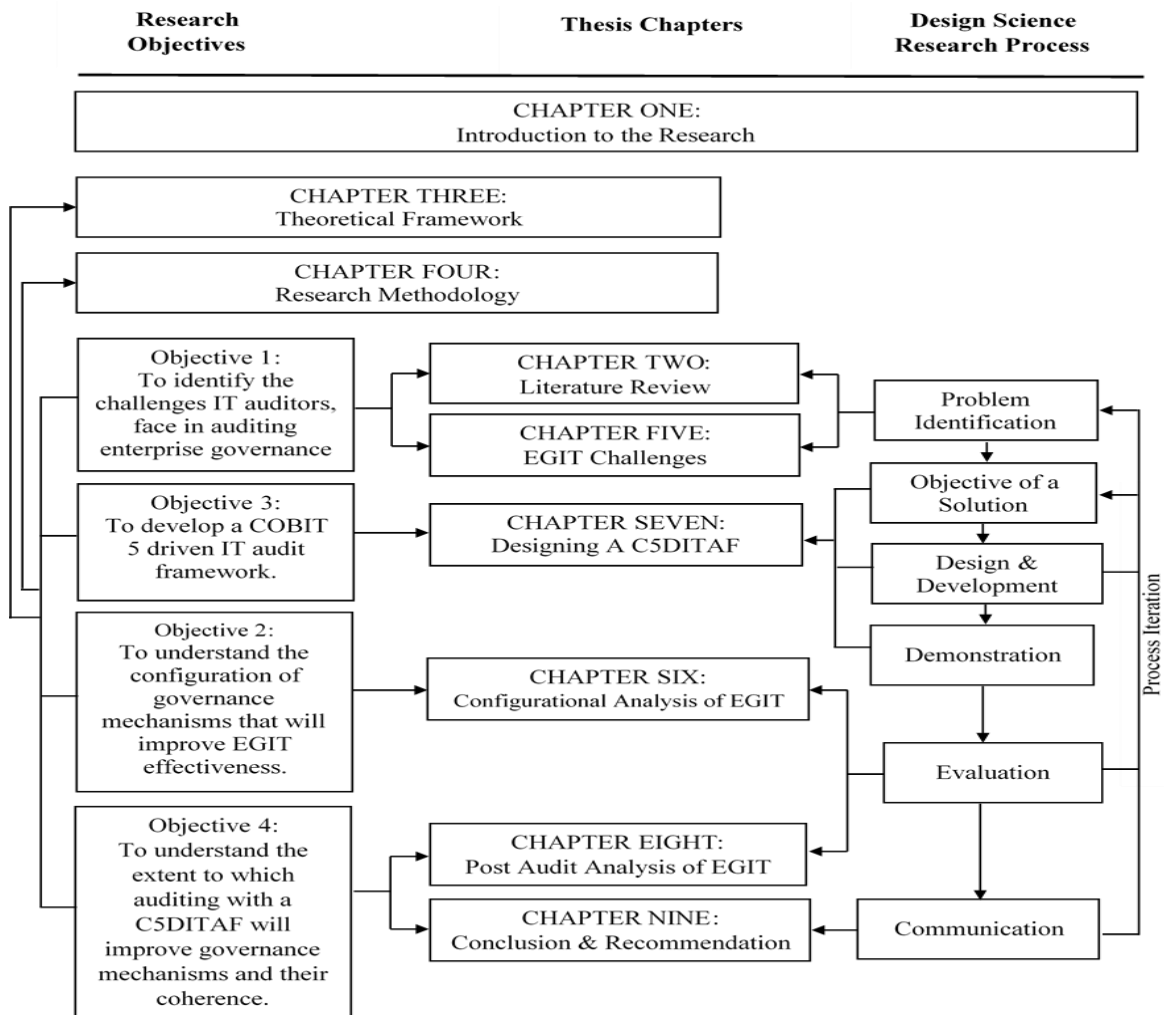 Research
Objectives
Thesis Chapters
Design Science
Research Process
CHAPTER ONE:
Introduction to the Research
CHAPTER THREE:
Theoretical Framework
CHAPTER FOUR:
Research Methodology
Objective 1:
To identify the
challenges IT auditors,
face in auditing
enterprise governance
CHAPTER TWO:
Literature Review
CHAPTER FIVE:
EGIT Challenges
Problem
Identification
Objective 3:
To develop a COBIT
5 driven IT audit
framework.
CHAPTER SEVEN:
Designing A C5DITAF
Objective of a
Solution
Design &
Development
Demonstration
Objective 2:
To understand the
configuration of
governance
mechanisms that will
improve EGIT
effectiveness.
CHAPTER SIX:
Configurational Analysis of EGIT
Evaluation
Objective 4:
To understand the
extent to which
auditing with a
C5DITAF will
improve governance
mechanisms and their
coherence.
CHAPTER EIGHT:
Post Audit Analysis of EGIT
CHAPTER NINE:
Conclusion & Recommendation
Communication
Process Iteration